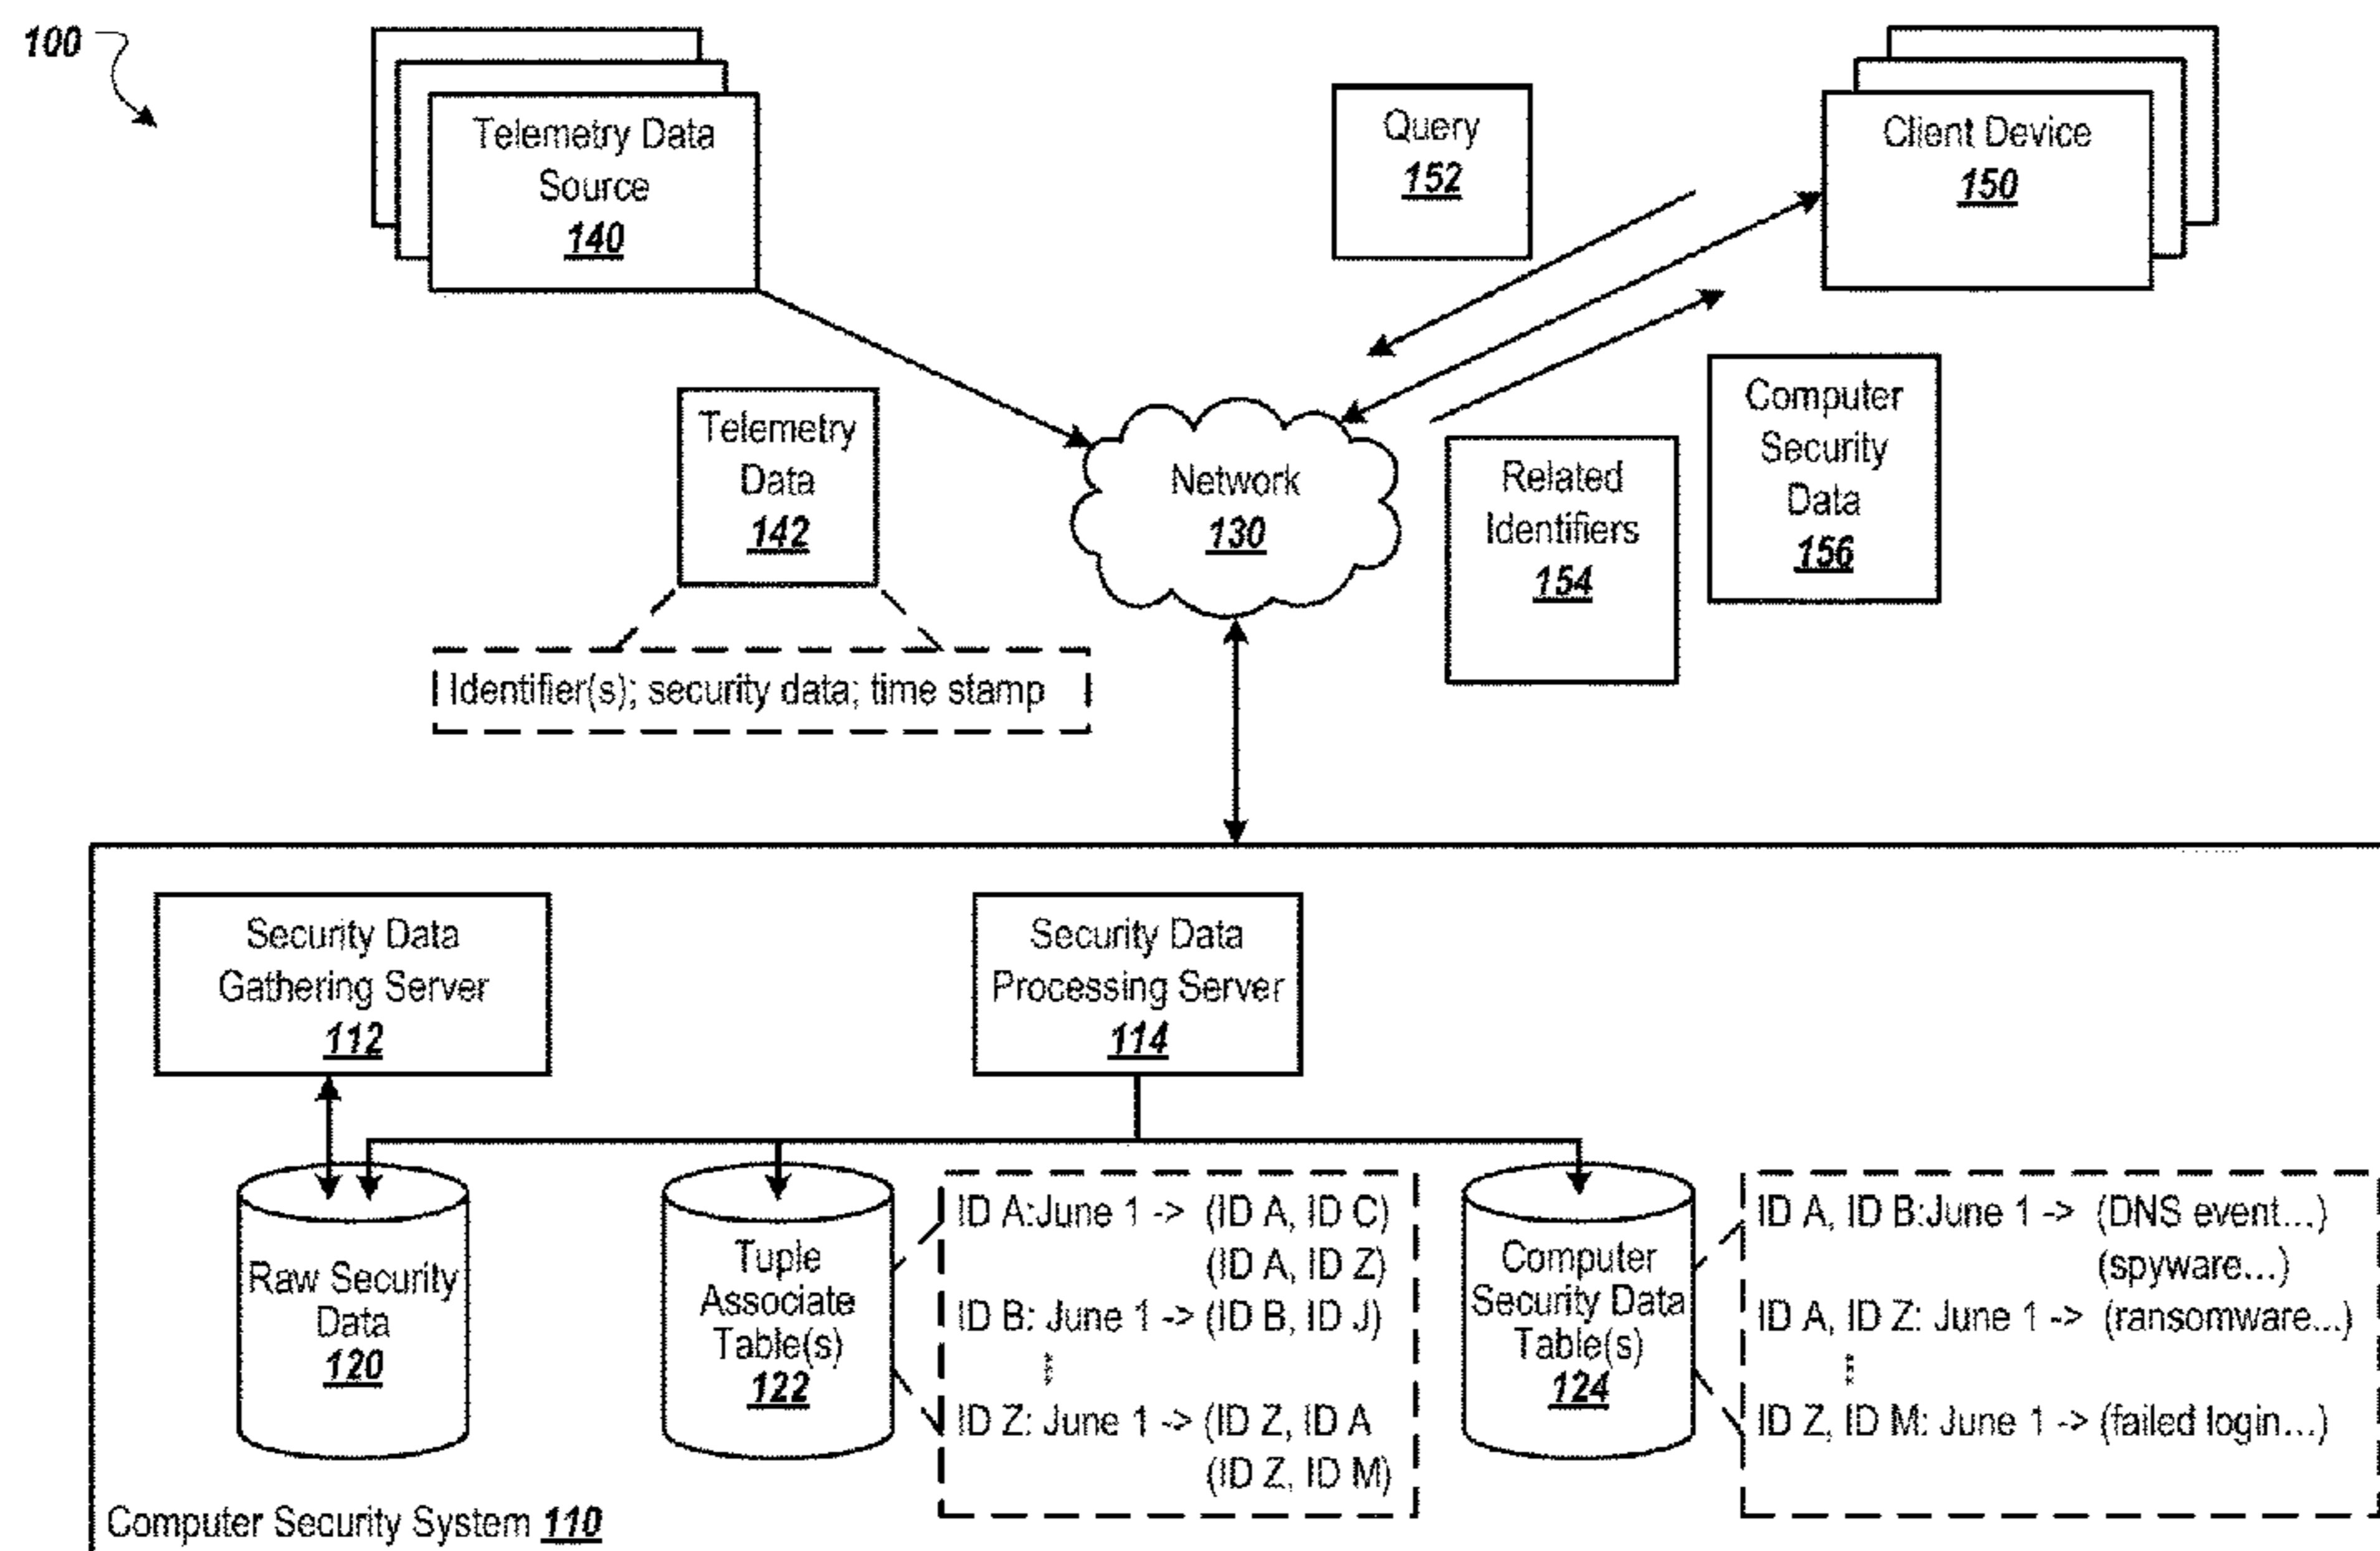 100
Telemetry Data
Source
140
Query
152
Client Device
150
Telemetry
Data
142
Network
130
Related
Identifiers
154
Computer
Security
Data
156
Identifier(s); security data; time stamp
Security Data
Gathering Server
112
Security Data
Processing Server
114
Raw Security
Data
120
Tuple
Associate
Table(s)
122
ID A:June 1 -> (ID A, ID C)
(ID A, ID Z)
ID B: June 1 -> (ID B, ID J)
ID Z: June 1 -> (ID Z, ID A
(ID Z, ID M)
Computer
Security Data
Table(s)
124
ID A, ID B:June 1 -> (DNS event...)
(spyware...)
ID A, ID Z: June 1 -> (ransomware...)
ID Z, ID M: June 1 -> (failed login...)
Computer Security System 110